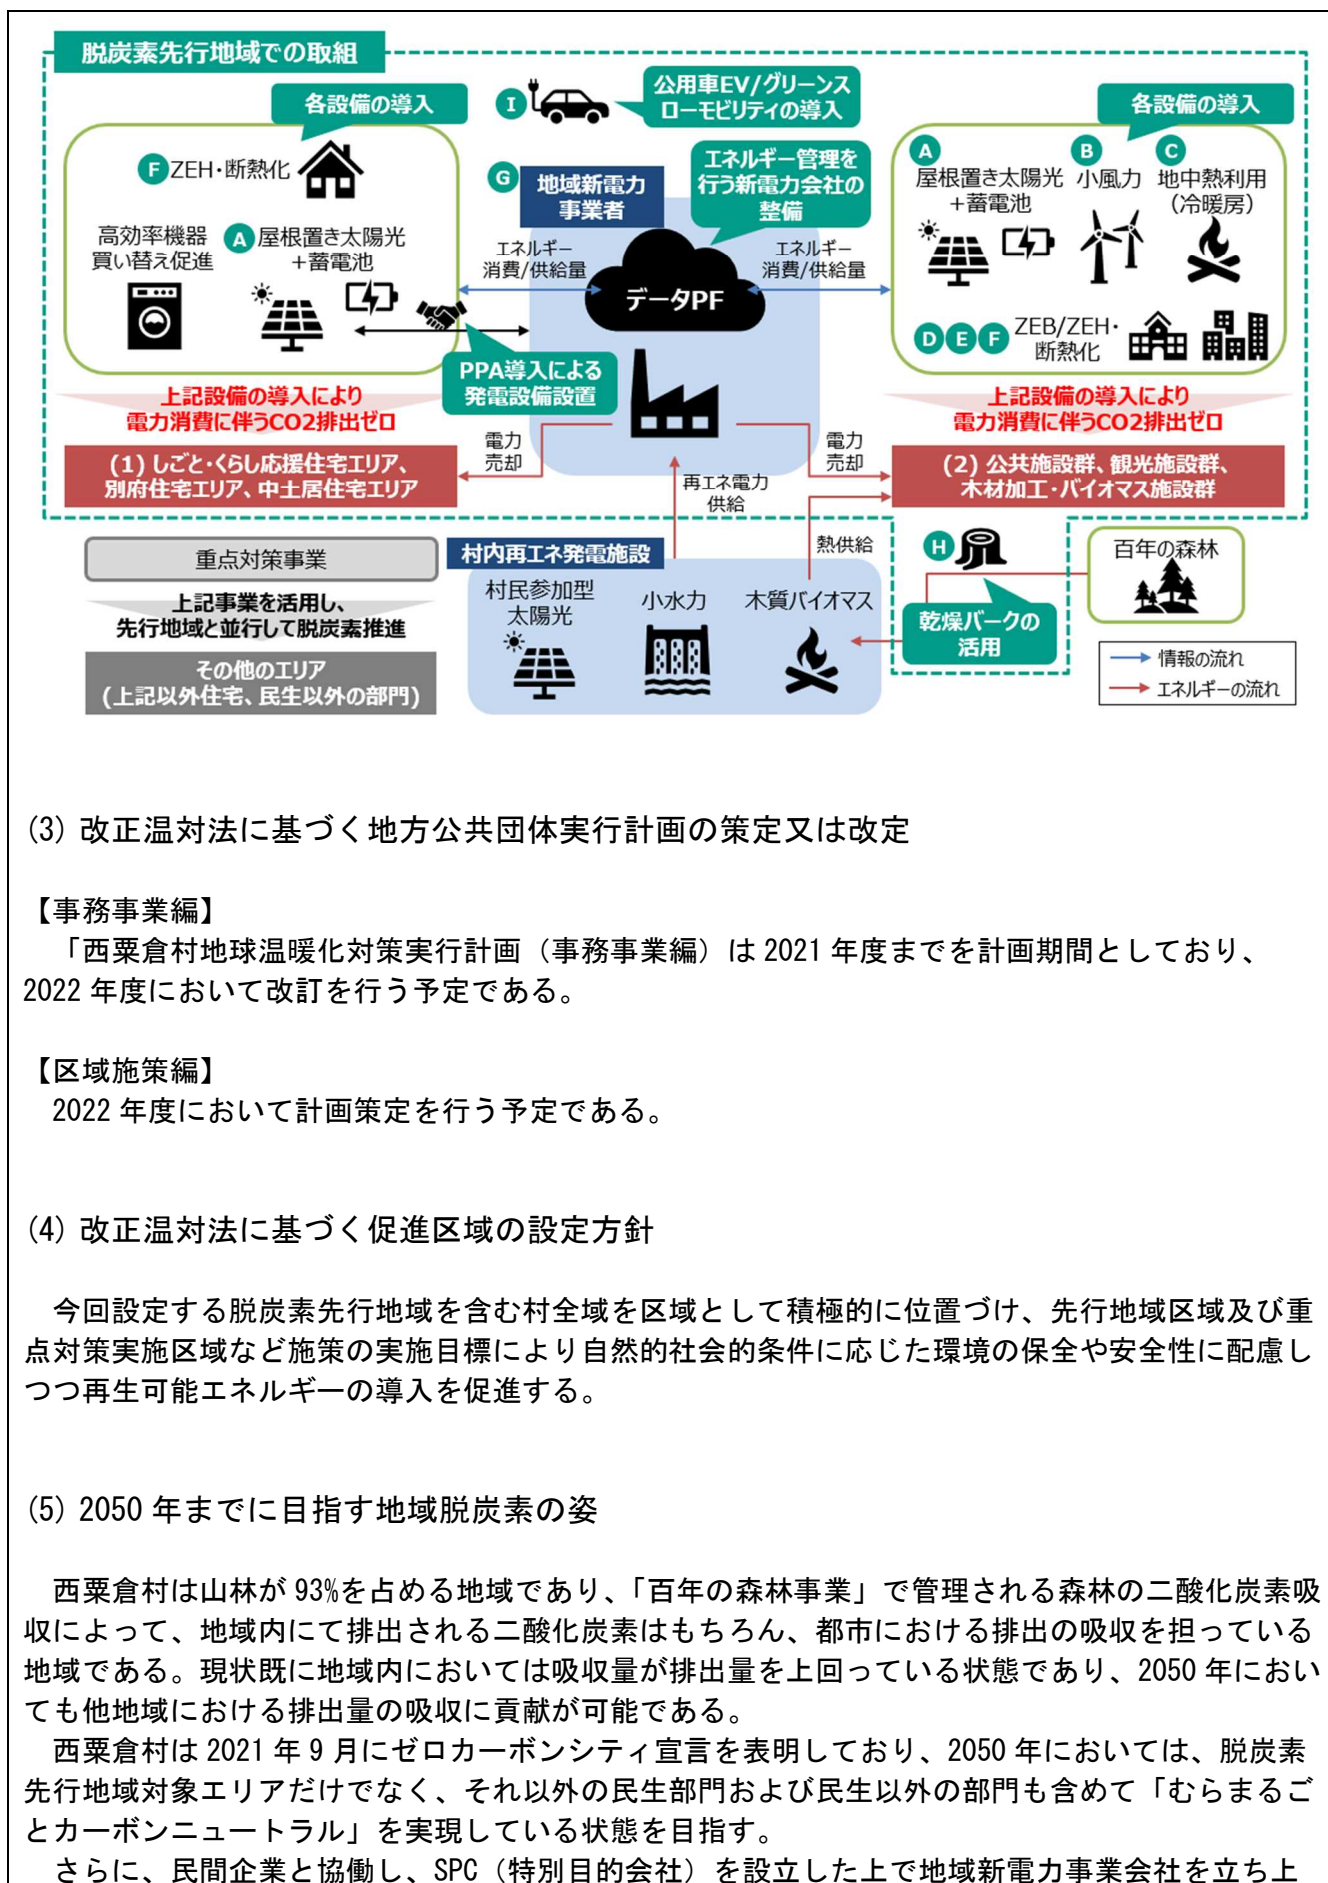 脱炭素先行地域での取組
各設備の導入
F ZEH・断熱化
高効率機器
買い替え促進
A 屋根置き太陽光
+蓄電池
I
公用車EV/グリーンス
ローモビリティの導入
G 地域新電力
事業者
エネルギー管理を
行う新電力会社の
整備
エネルギー
消費/供給量
データPF
エネルギー
消費/供給量
PPA導入による
発電設備設置
各設備の導入
A
屋根置き太陽光
+蓄電池
B
小風力
C
地中熱利用
(冷暖房)
D E F ZEB/ZEH・
断熱化
上記設備の導入により
電力消費に伴うCO2排出ゼロ
(1) しごと・くらし応援住宅エリア、
別府住宅エリア、中土居住宅エリア
電力
売却
電力
売却
上記設備の導入により
電力消費に伴うCO2排出ゼロ
(2) 公共施設群、観光施設群、
木材加工・バイオマス施設群
再エネ電力
供給
熱供給
重点対策事業
上記事業を活用し、
先行地域と並行して脱炭素推進
その他のエリア
(上記以外住宅、民生以外の部門)
村内再エネ発電施設
村民参加型
太陽光
小水力
木質バイオマス
H
乾燥バークの
活用
百年の森林
情報の流れ
エネルギーの流れ
(3) 改正温対法に基づく地方公共団体実行計画の策定又は改定
【事務事業編】
「西粟倉村地球温暖化対策実行計画（事務事業編）は 2021 年度までを計画期間としており、
2022 年度において改訂を行う予定である。
【区域施策編】
2022 年度において計画策定を行う予定である。
(4) 改正温対法に基づく促進区域の設定方針
今回設定する脱炭素先行地域を含む村全域を区域として積極的に位置づけ、先行地域区域及び重
点対策実施区域など施策の実施目標により自然的社会的条件に応じた環境の保全や安全性に配慮し
つつ再生可能エネルギーの導入を促進する。
(5) 2050 年までに目指す地域脱炭素の姿
西粟倉村は山林が 93%を占める地域であり、「百年の森林事業」で管理される森林の二酸化炭素吸
収によって、地域内にて排出される二酸化炭素はもちろん、都市における排出の吸収を担っている
地域である。現状既に地域内においては吸収量が排出量を上回っている状態であり、2050 年におい
ても他地域における排出量の吸収に貢献が可能である。
西粟倉村は 2021 年 9 月にゼロカーボンシティ宣言を表明しており、2050 年においては、脱炭素
先行地域対象エリアだけでなく、それ以外の民生部門および民生以外の部門も含めて「むらまるご
とカーボンニュートラル」を実現している状態を目指す。
さらに、民間企業と協働し、SPC（特別目的会社）を設立した上で地域新電力事業会社を立ち上